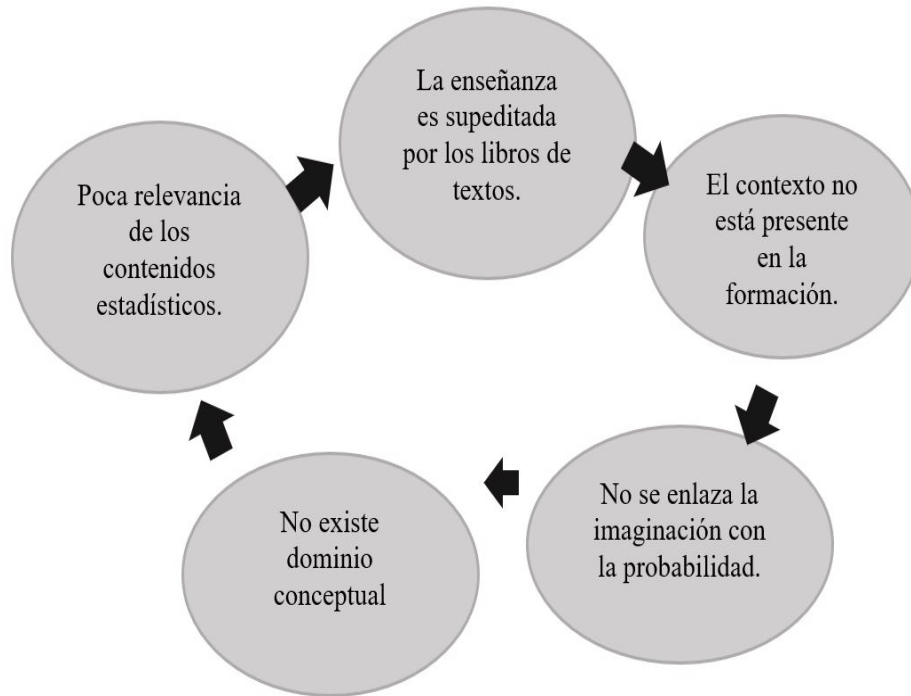 La enseñanza
es supeditada
por los libros de
textos.
El contexto no
está presente
en la
formación.
No se enlaza la
imaginación con
la probabilidad.
No existe
dominio
conceptual
Poca relevancia
de los
contenidos
estadísticos.